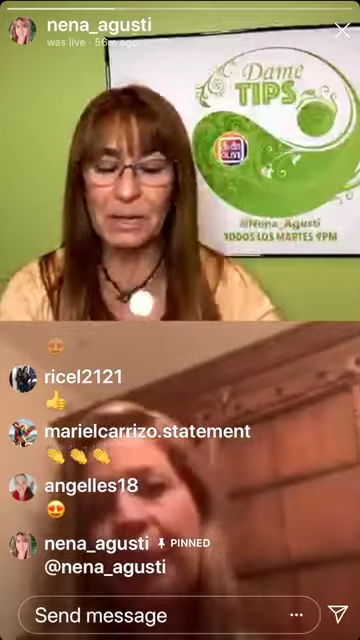 nena_agusti
was live · 56m ago
Dame
TIPS
@Nena_Agusti
TODOS LOS MARTES 9PM
ricel2121
marielcarrizo.statement
angelles18
nena_agusti PINNED
@nena_agusti
Send message